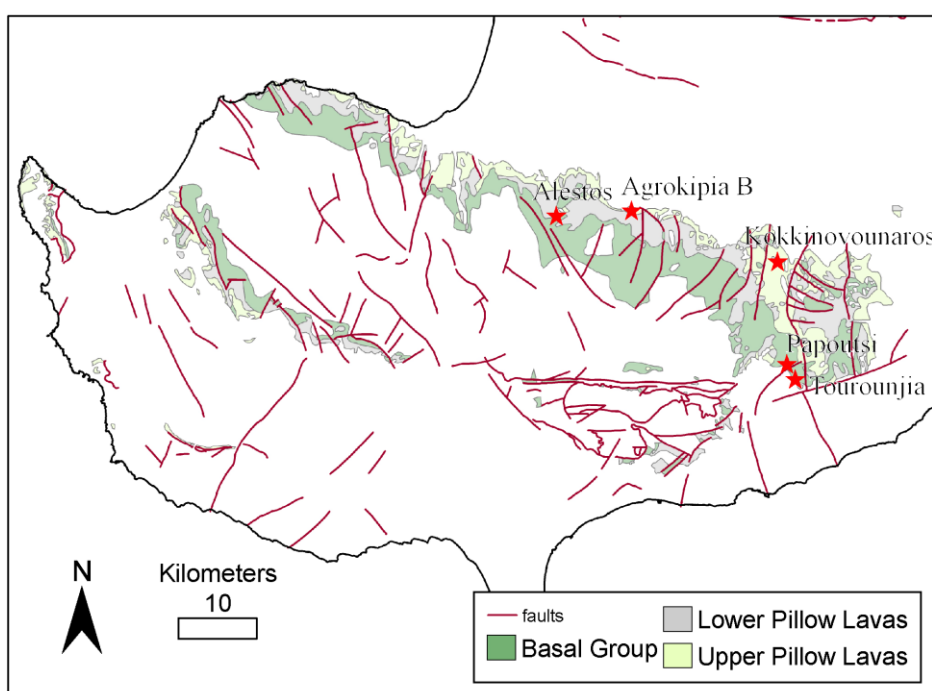 Alestos
Agrokipia B
Kokkinovounaros
Papoutsi
Tourounjia
N
Kilometers
10
faults
Basal Group
Lower Pillow Lavas
Upper Pillow Lavas